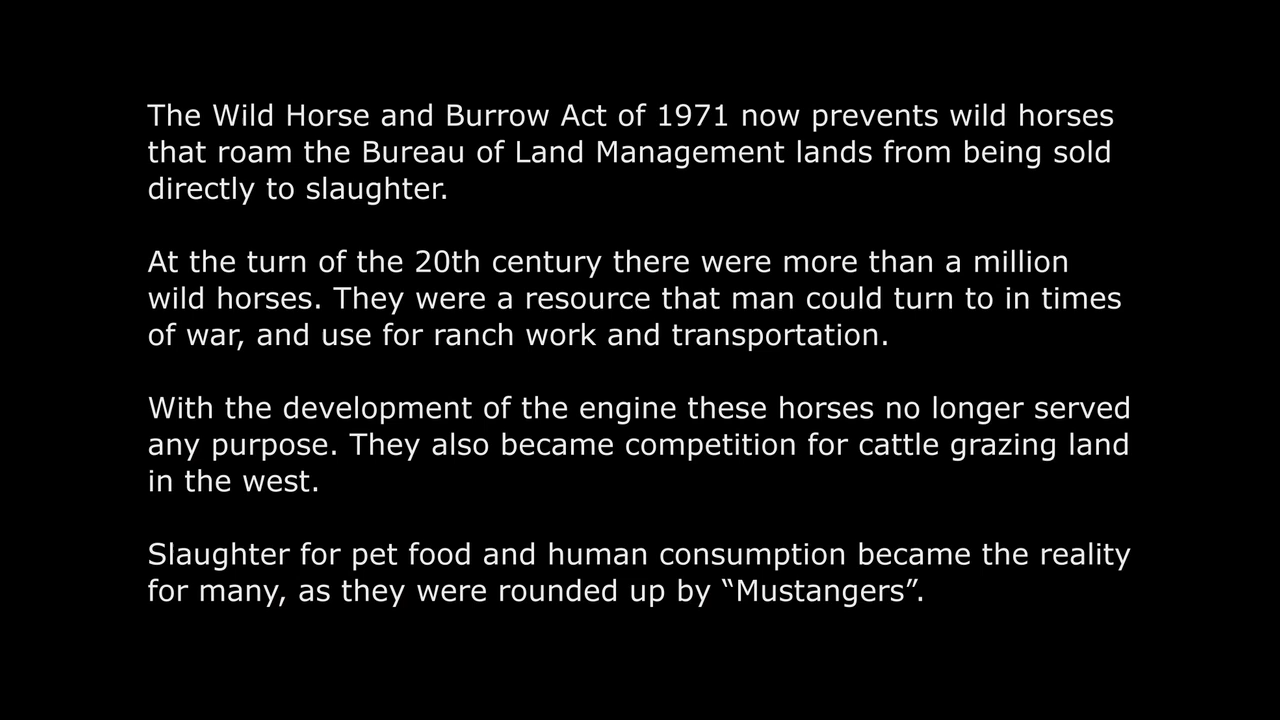 The Wild Horse and Burrow Act of 1971 now prevents wild horses
that roam the Bureau of Land Management lands from being sold
directly to slaughter.
At the turn of the 20th century there were more than a million
wild horses. They were a resource that man could turn to in times
of war, and use for ranch work and transportation.
With the development of the engine these horses no longer served
any purpose. They also became competition for cattle grazing land
in the west.
Slaughter for pet food and human consumption became the reality
for many, as they were rounded up by “Mustangers”.